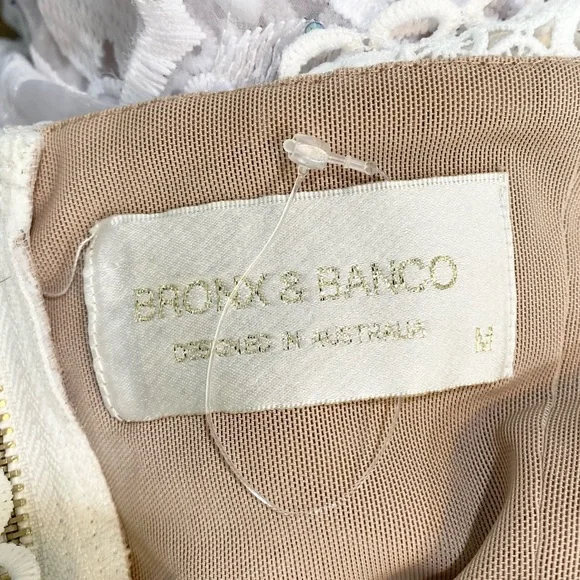 BRONX & BANCO
DESIGNED IN AUSTRALIA
M